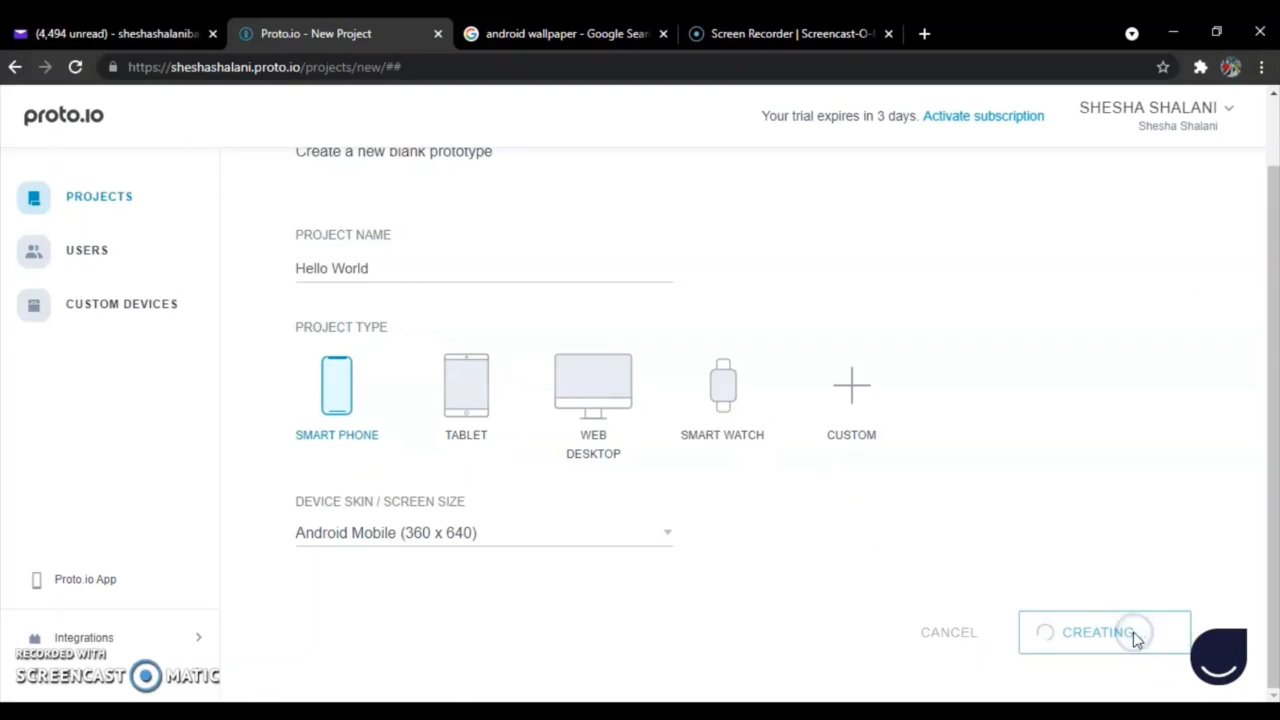 (4,494 unread) - sheshashalaniba
Proto.io - New Project
android wallpaper - Google Sear
Screen Recorder | Screencast-O-
https://sheshashalani.proto.io/projects/new/##
proto.io
Your trial expires in 3 days. Activate subscription
SHESHA SHALANI
Shesha Shalani
Create a new blank prototype
PROJECTS
USERS
CUSTOM DEVICES
PROJECT NAME
Hello World
PROJECT TYPE
SMART PHONE
TABLET
WEB
DESKTOP
SMART WATCH
CUSTOM
DEVICE SKIN / SCREEN SIZE
Android Mobile (360 x 640)
Proto.io App
Integrations
CANCEL
CREATING
RECORDED WITH
SCREENCAST MATIC